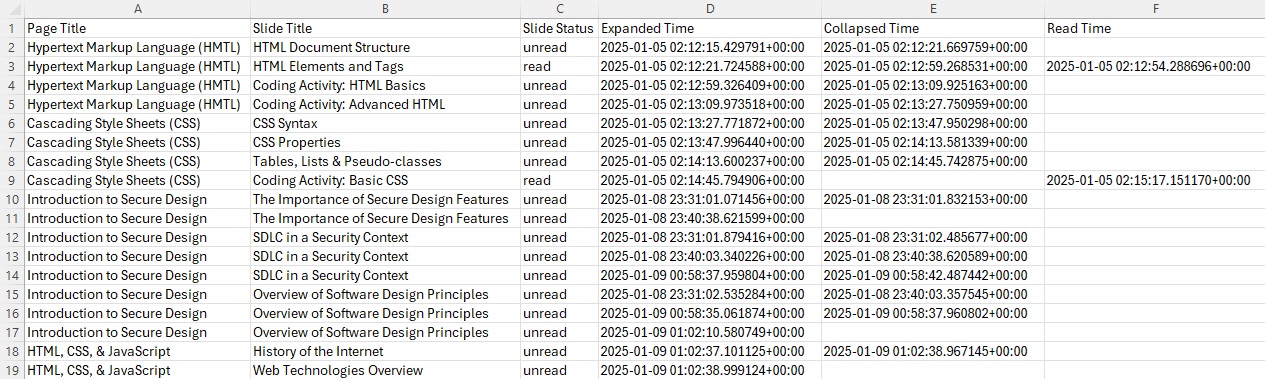 A B C D E F
1 Page Title Slide Title Slide Status Expanded Time Collapsed Time Read Time
2 Hypertext Markup Language (HMTL) HTML Document Structure unread 2025-01-05 02:12:15.429791+00:00 2025-01-05 02:12:21.669759+00:00
3 Hypertext Markup Language (HMTL) HTML Elements and Tags read 2025-01-05 02:12:21.724588+00:00 2025-01-05 02:12:59.268531+00:00 2025-01-05 02:12:54.288696+00:00
4 Hypertext Markup Language (HMTL) Coding Activity: HTML Basics unread 2025-01-05 02:12:59.326409+00:00 2025-01-05 02:13:09.925163+00:00
5 Hypertext Markup Language (HMTL) Coding Activity: Advanced HTML unread 2025-01-05 02:13:09.973518+00:00 2025-01-05 02:13:27.750959+00:00
6 Cascading Style Sheets (CSS) CSS Syntax unread 2025-01-05 02:13:27.771872+00:00 2025-01-05 02:13:47.950298+00:00
7 Cascading Style Sheets (CSS) CSS Properties unread 2025-01-05 02:13:47.996440+00:00 2025-01-05 02:14:13.581339+00:00
8 Cascading Style Sheets (CSS) Tables, Lists & Pseudo-classes unread 2025-01-05 02:14:13.600237+00:00 2025-01-05 02:14:45.742875+00:00
9 Cascading Style Sheets (CSS) Coding Activity: Basic CSS read 2025-01-05 02:14:45.794906+00:00 2025-01-05 02:15:17.151170+00:00
10 Introduction to Secure Design The Importance of Secure Design Features unread 2025-01-08 23:31:01.071456+00:00 2025-01-08 23:31:01.832153+00:00
11 Introduction to Secure Design The Importance of Secure Design Features unread 2025-01-08 23:40:38.621599+00:00
12 Introduction to Secure Design SDLC in a Security Context unread 2025-01-08 23:31:01.879416+00:00 2025-01-08 23:31:02.485677+00:00
13 Introduction to Secure Design SDLC in a Security Context unread 2025-01-08 23:40:03.340226+00:00 2025-01-08 23:40:38.620589+00:00
14 Introduction to Secure Design SDLC in a Security Context unread 2025-01-09 00:58:37.959804+00:00 2025-01-09 00:58:42.487442+00:00
15 Introduction to Secure Design Overview of Software Design Principles unread 2025-01-08 23:31:02.535284+00:00 2025-01-08 23:40:03.357545+00:00
16 Introduction to Secure Design Overview of Software Design Principles unread 2025-01-09 00:58:35.061874+00:00 2025-01-09 00:58:37.960802+00:00
17 Introduction to Secure Design Overview of Software Design Principles unread 2025-01-09 01:02:10.580749+00:00
18 HTML, CSS, & JavaScript History of the Internet unread 2025-01-09 01:02:37.101125+00:00 2025-01-09 01:02:38.967145+00:00
19 HTML, CSS, & JavaScript Web Technologies Overview unread 2025-01-09 01:02:38.999124+00:00